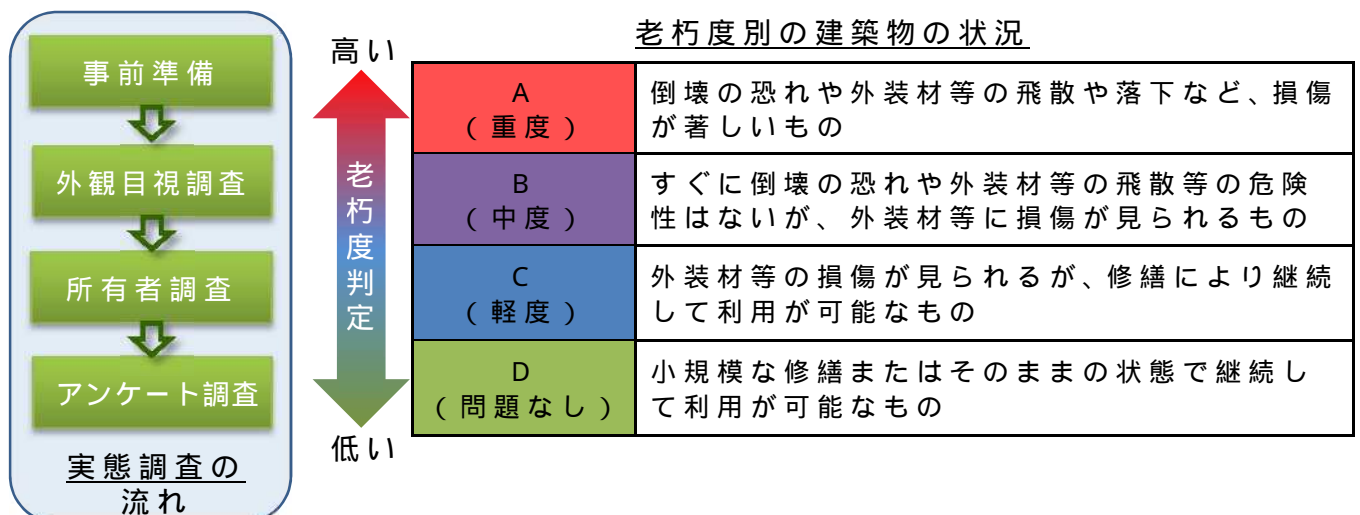 事前準備
外観目視調査
所有者調査
アンケート調査
実態調査の
流れ
高い
老朽度判定
低い
老朽度別の建築物の状況
A
(重度)
倒壊の恐れや外装材等の飛散や落下など、損傷
が著しいもの
B
(中度)
すぐに倒壊の恐れや外装材等の飛散等の危険
性はないが、外装材等に損傷が見られるもの
C
(軽度)
外装材等の損傷が見られるが、修繕により継続
して利用が可能なもの
D
(問題なし)
小規模な修繕またはそのままの状態で継続し
て利用が可能なもの